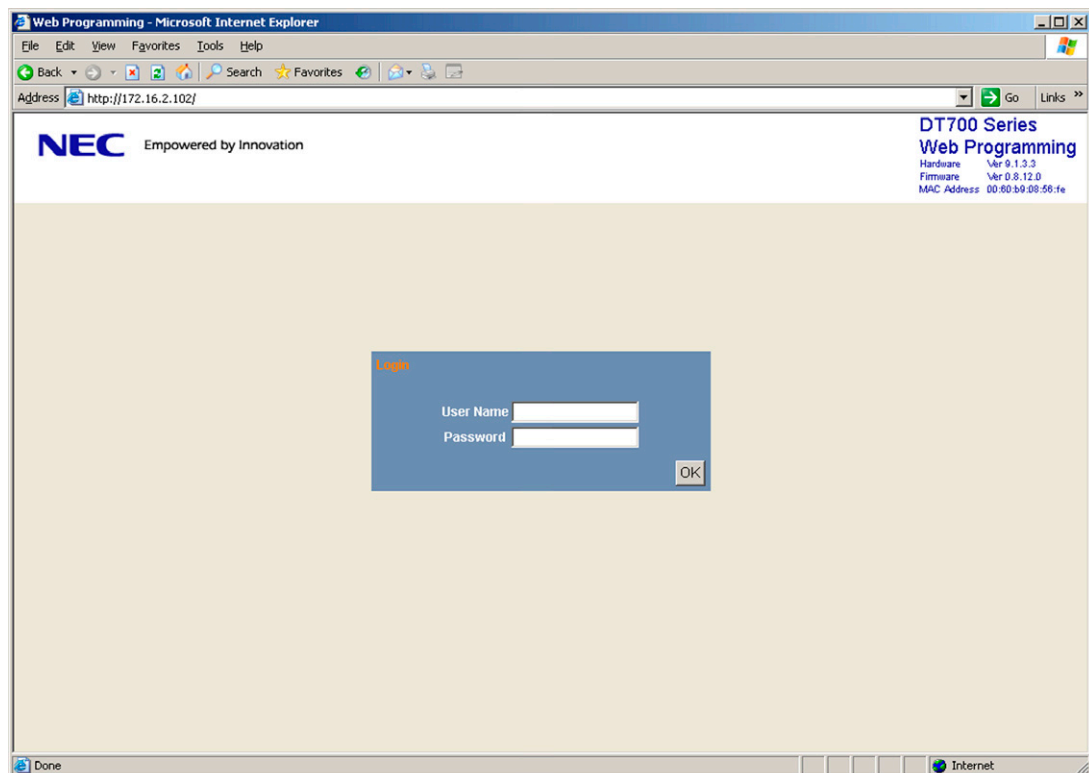 Web Programming - Microsoft Internet Explorer
File Edit View Favorites Tools Help
Back Search Favorites
Address http://172.16.2.102/ Go Links »
NEC Empowered by Innovation
DT700 Series
Web Programming
Hardware Ver 9.1.3.3
Firmware Ver 0.8.12.0
MAC Address 00:60:b9:08:56:fe
Login
User Name
Password
OK
Done Internet